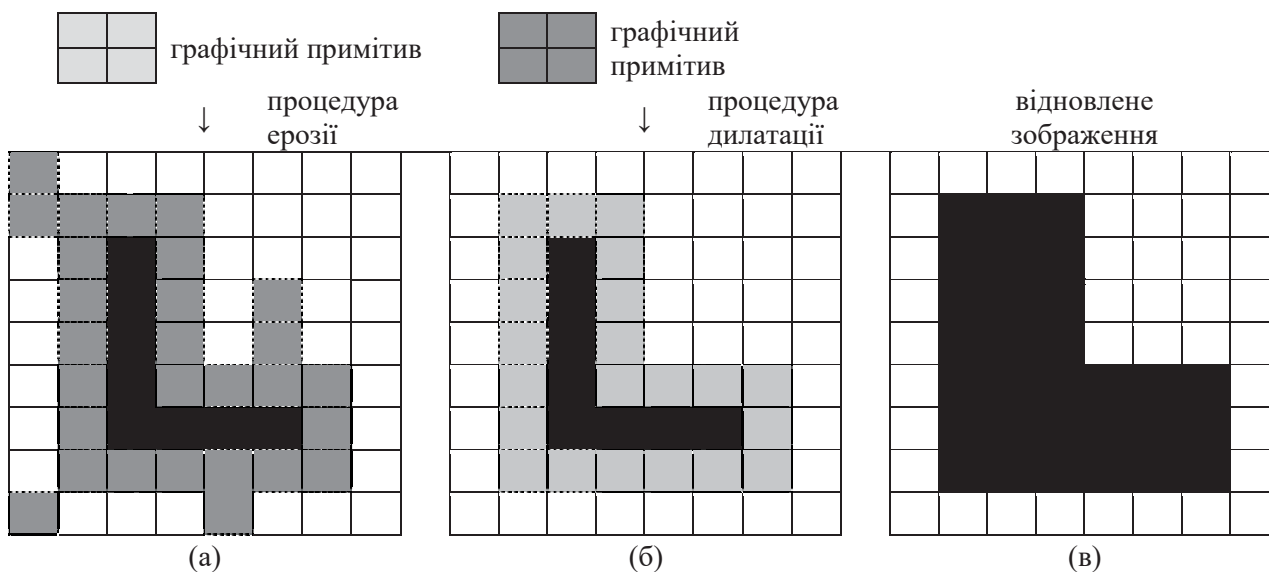 графічний примітив
графічний
примітив
↓
процедура
ерозії
↓
процедура
дилатації
відновлене
зображення
(а)
(б)
(в)